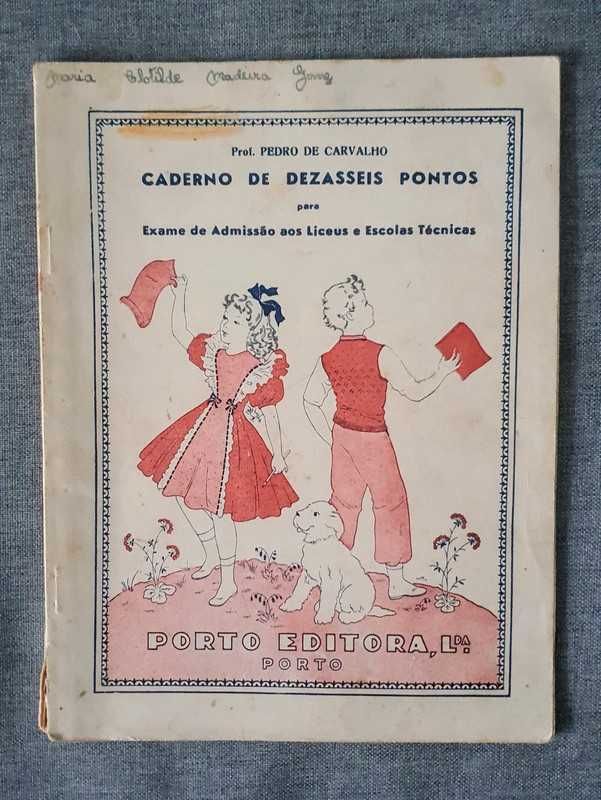 Maria Clotilde Madeira Gomes
Prof. PEDRO DE CARVALHO
CADERNO DE DEZASSEIS PONTOS
para
Exame de Admissão aos Liceus e Escolas Técnicas
PORTO EDITORA, L.DA
PORTO